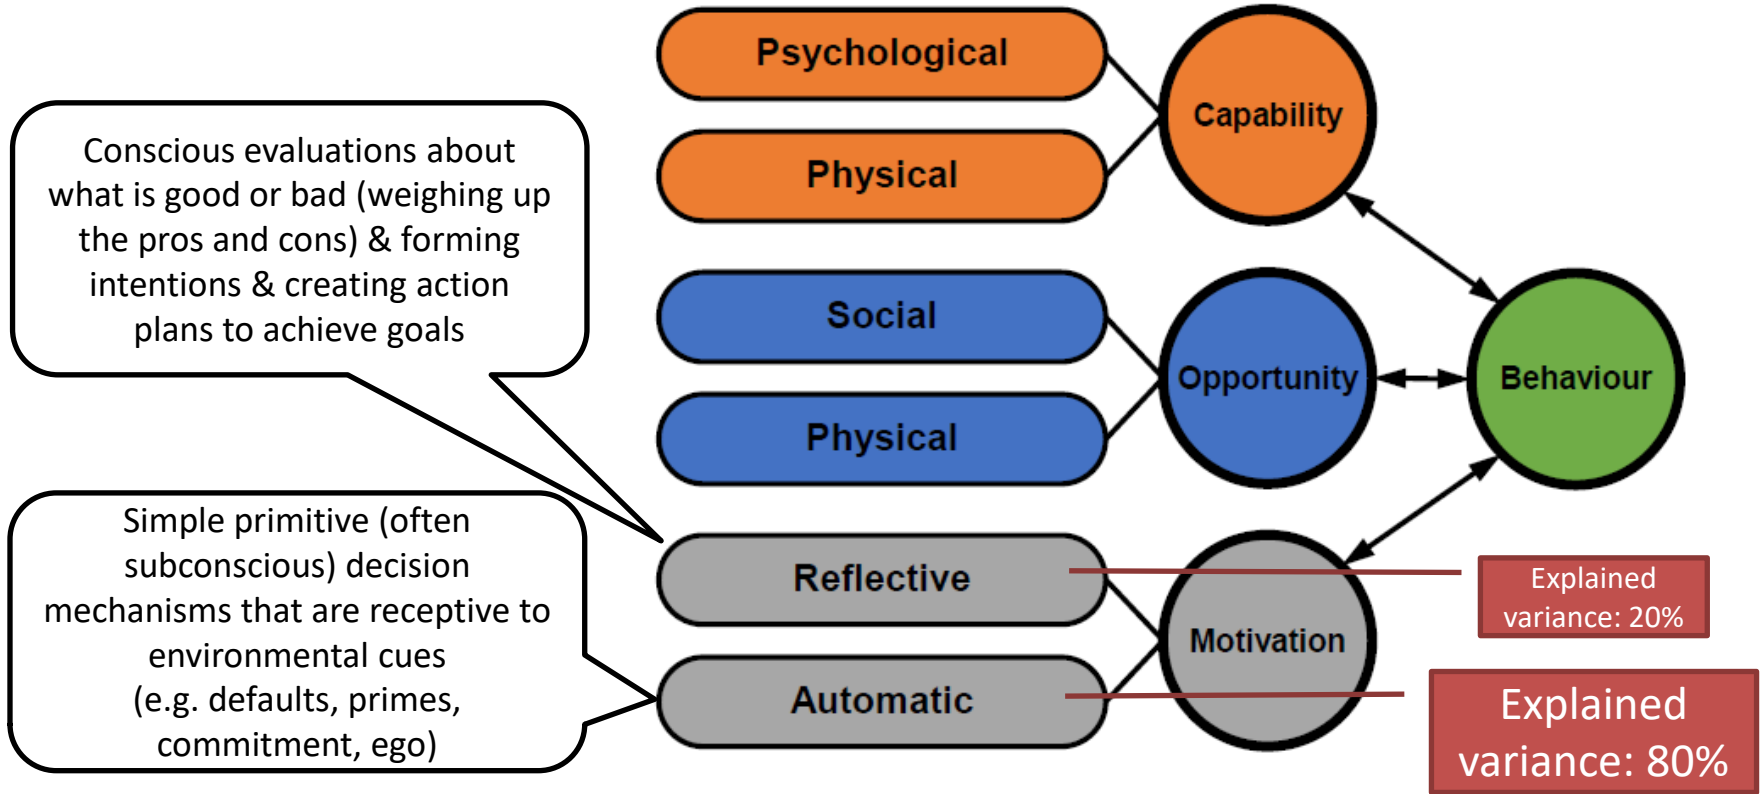 Psychological
Capability
Physical
Conscious evaluations about
what is good or bad (weighing up
the pros and cons) & forming
intentions & creating action
plans to achieve goals
Social
Opportunity
Behaviour
Physical
Simple primitive (often
subconscious) decision
mechanisms that are receptive to
environmental cues
(e.g. defaults, primes,
commitment, ego)
Reflective
Explained
variance: 20%
Motivation
Automatic
Explained
variance: 80%